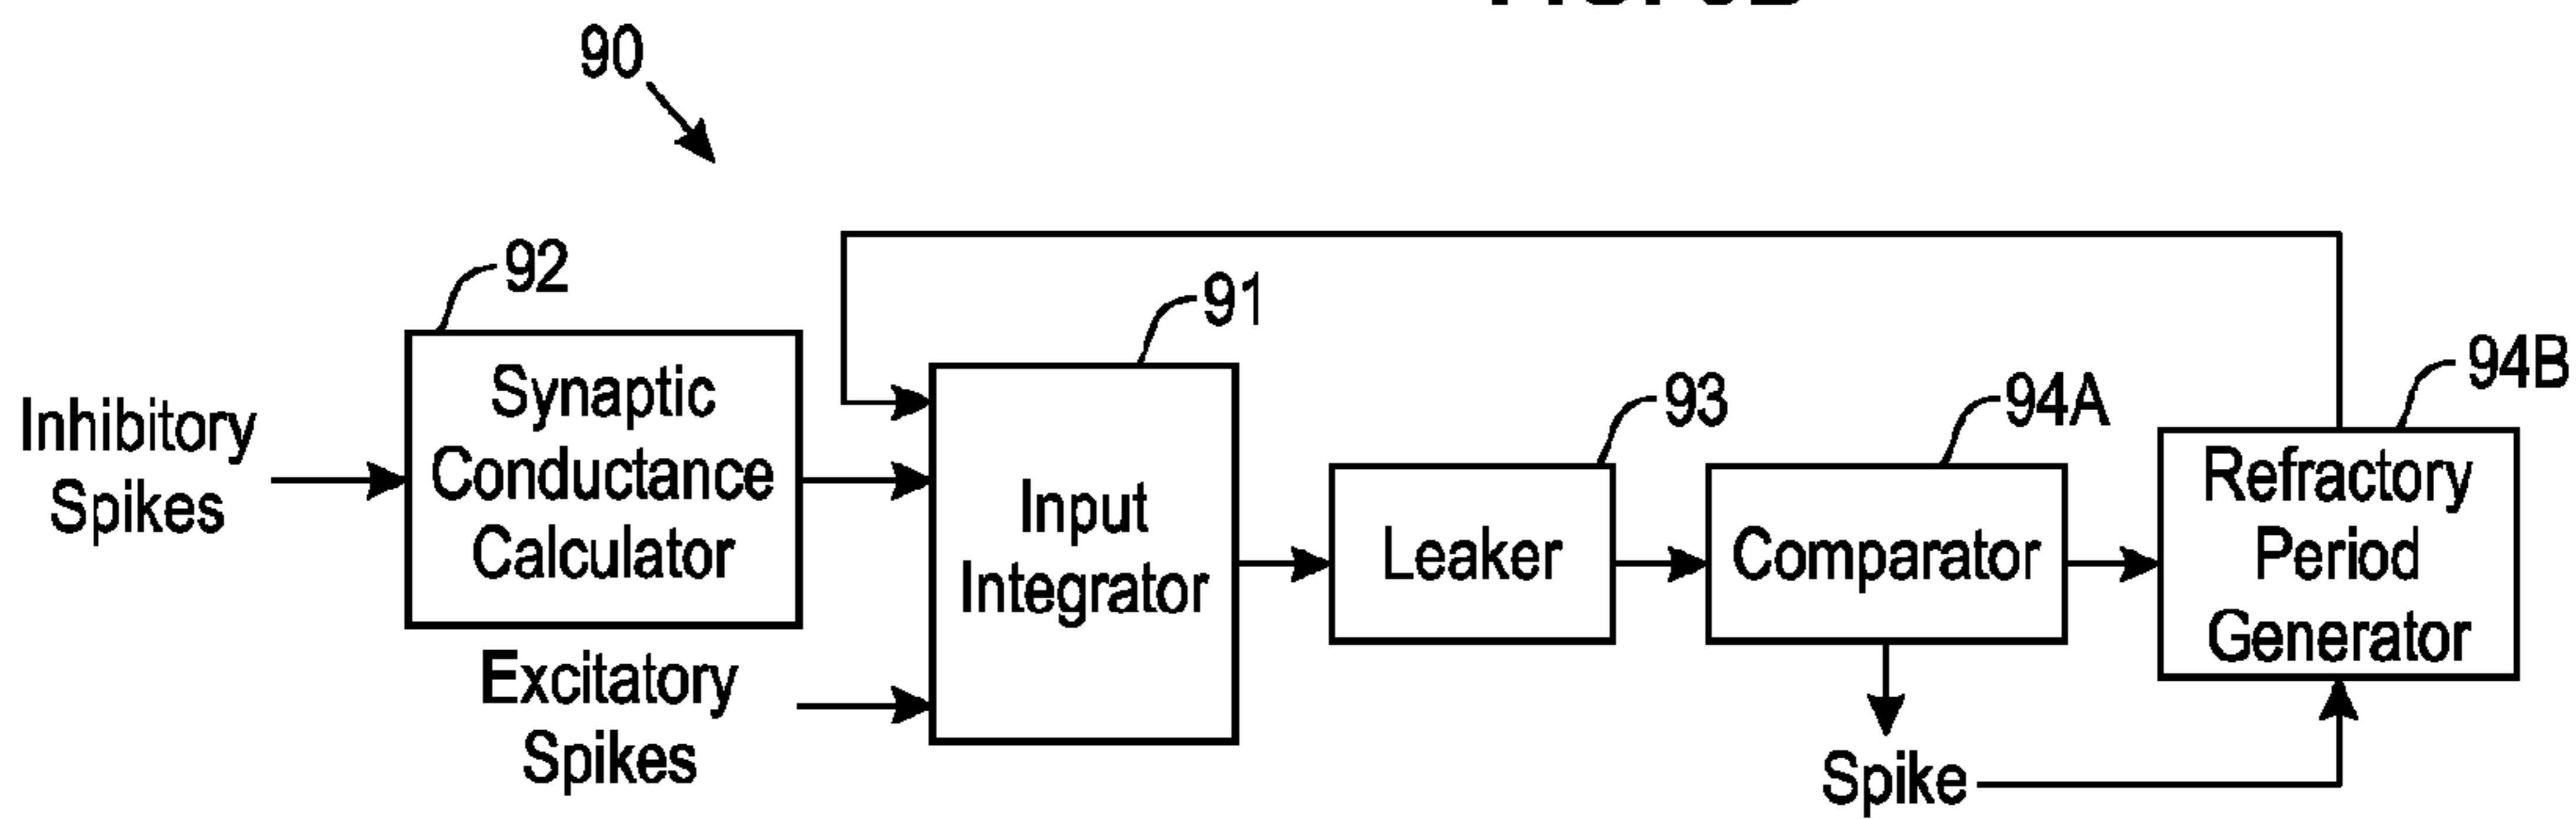 90
92
91
93
94A
94B
Inhibitory
Spikes
Synaptic
Conductance
Calculator
Excitatory
Spikes
Input
Integrator
Leaker
Comparator
Refractory
Period
Generator
Spike